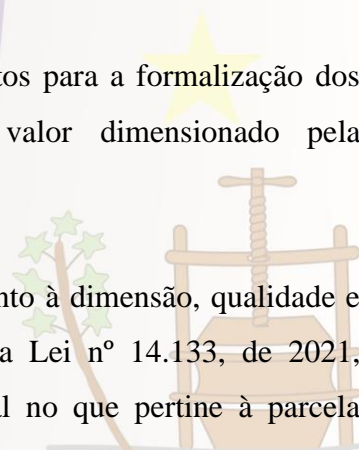 tos para a formalização dos
valor dimensionado pela
nto à dimensão, qualidade e
a Lei nº 14.133, de 2021,
al no que pertine à parcela